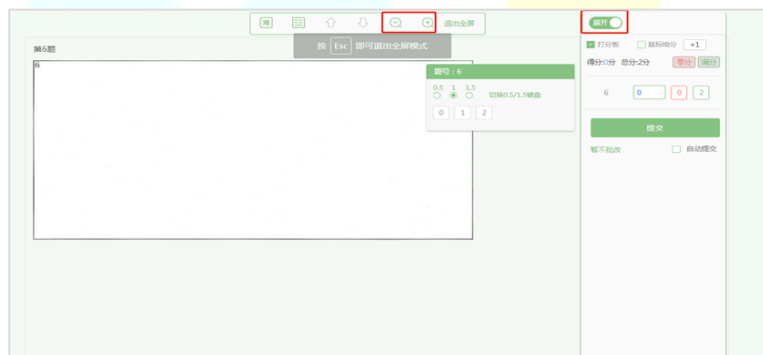 难
退出全屏
展开
按 Esc 即可退出全屏模式
第6题
6
题号：6
0.5 1 1.5
切换0.5/1.5键盘
0 1 2
打分板 鼠标给分 +1
得分:0分 总分:2分 零分 满分
6 0 0 2
提交
暂不批改 自动提交